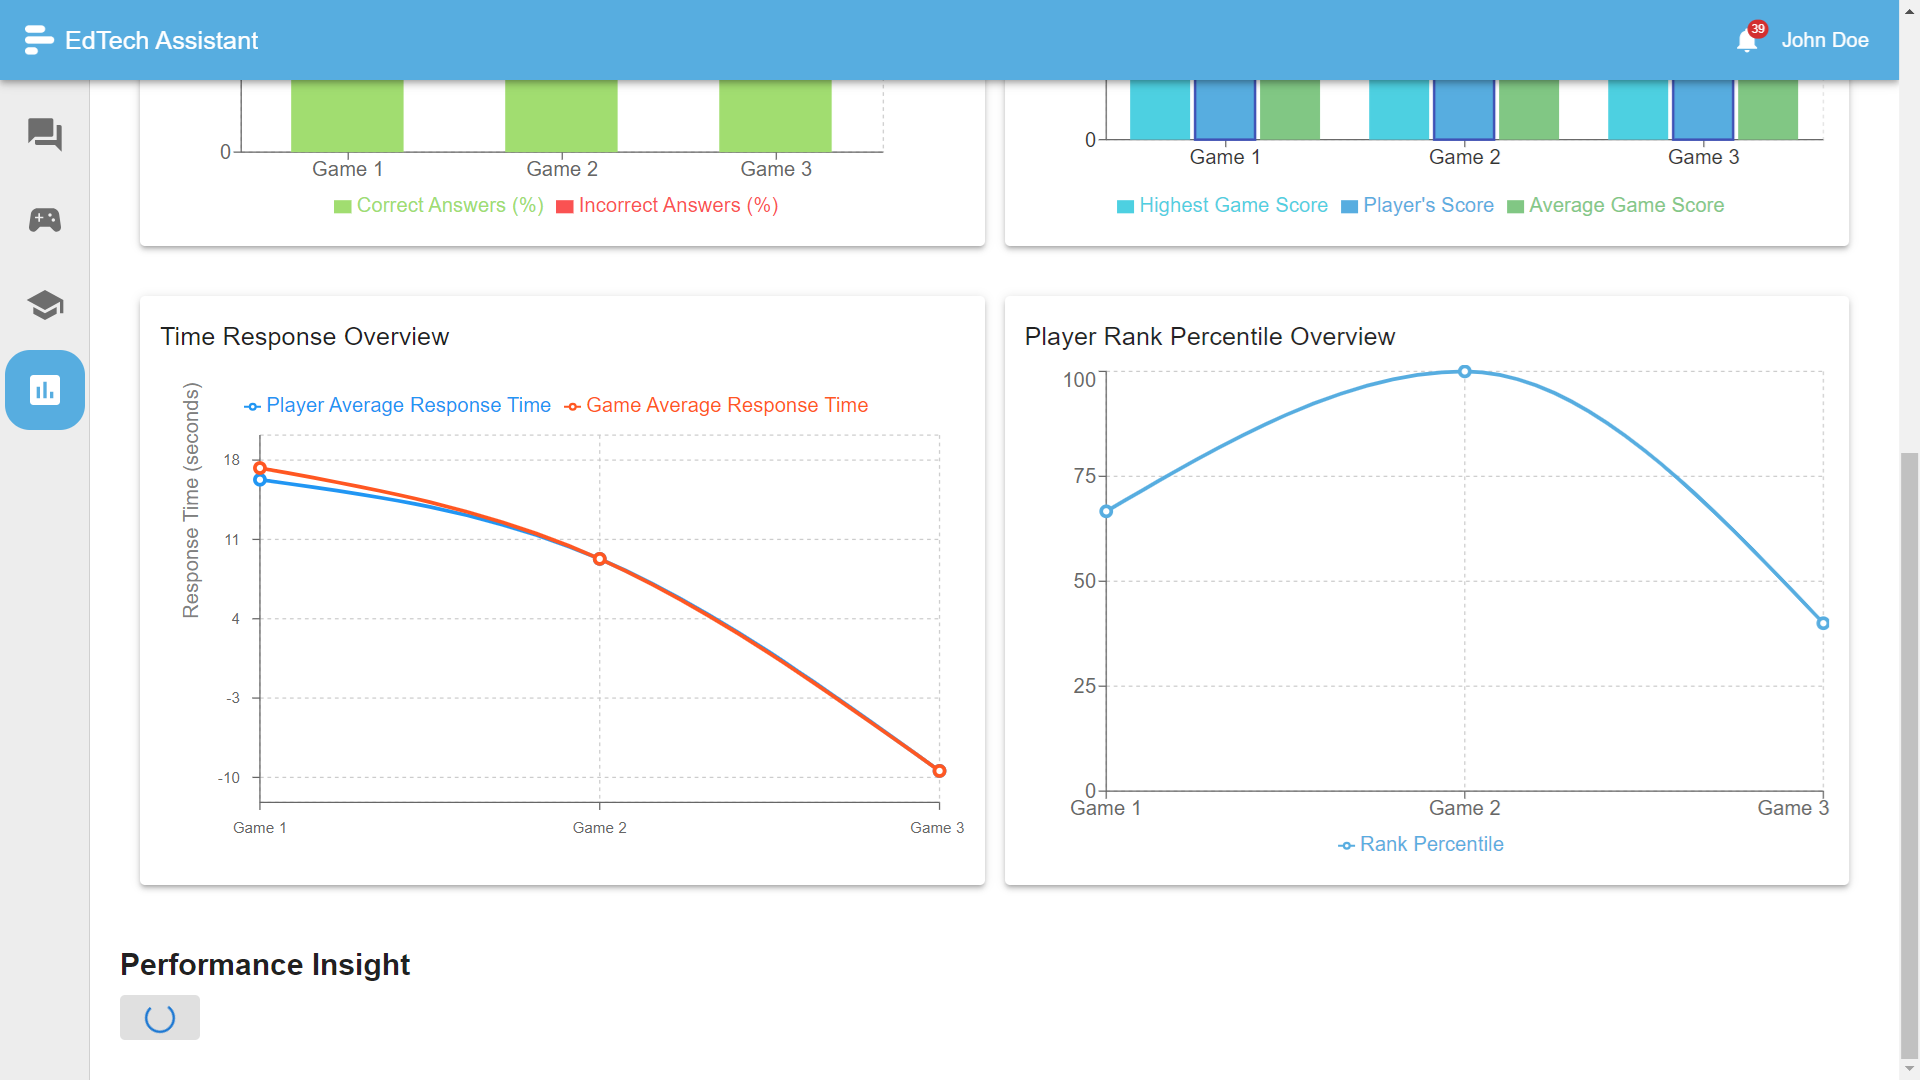 EdTech Assistant
39
John Doe
0
Game 1 Game 2 Game 3
Correct Answers (%) Incorrect Answers (%)
0
Game 1 Game 2 Game 3
Highest Game Score Player's Score Average Game Score
Time Response Overview
Player Average Response Time Game Average Response Time
Response Time (seconds)
18
11
4
-3
-10
Game 1 Game 2 Game 3
Player Rank Percentile Overview
100
75
50
25
0
Game 1 Game 2 Game 3
Rank Percentile
Performance Insight